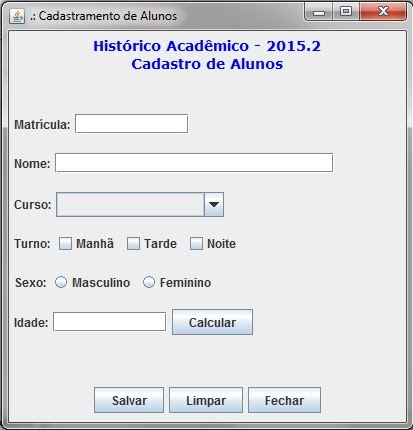 .: Cadastramento de Alunos
Histórico Acadêmico - 2015.2
Cadastro de Alunos
Matrícula:
Nome:
Curso:
Turno: Manhã Tarde Noite
Sexo: Masculino Feminino
Idade: Calcular
Salvar Limpar Fechar